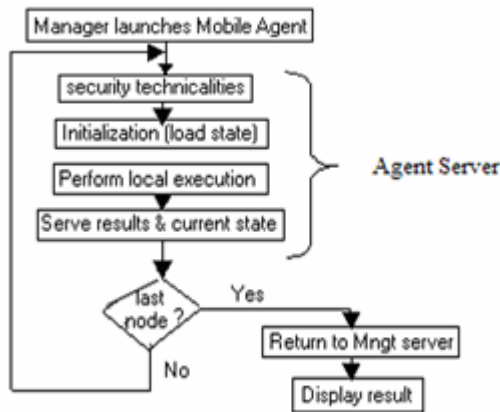 Manager launches Mobile Agent
security technicalities
Initialization (load state)
Perform local execution
Serve results & current state
Agent Server
last
node ?
Yes
No
Return to Mngt server
Display result